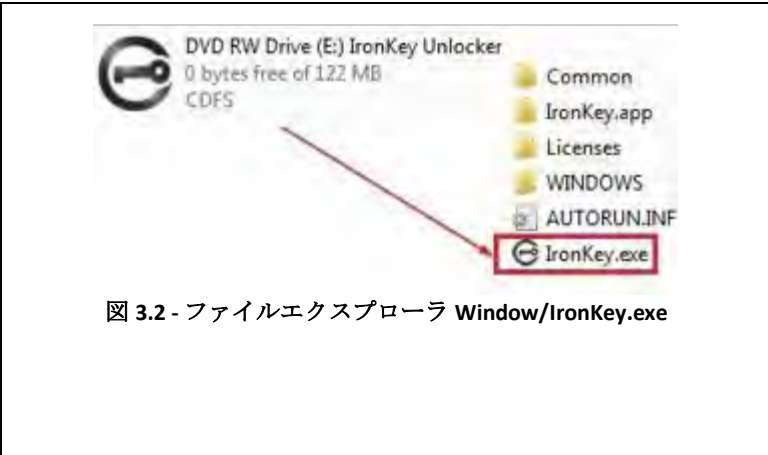 DVD RW Drive (E:) IronKey Unlocker
0 bytes free of 122 MB
CDFS
Common
IronKey.app
Licenses
WINDOWS
AUTORUN.INF
IronKey.exe
図 3.2 - ファイルエクスプローラ Window/IronKey.exe